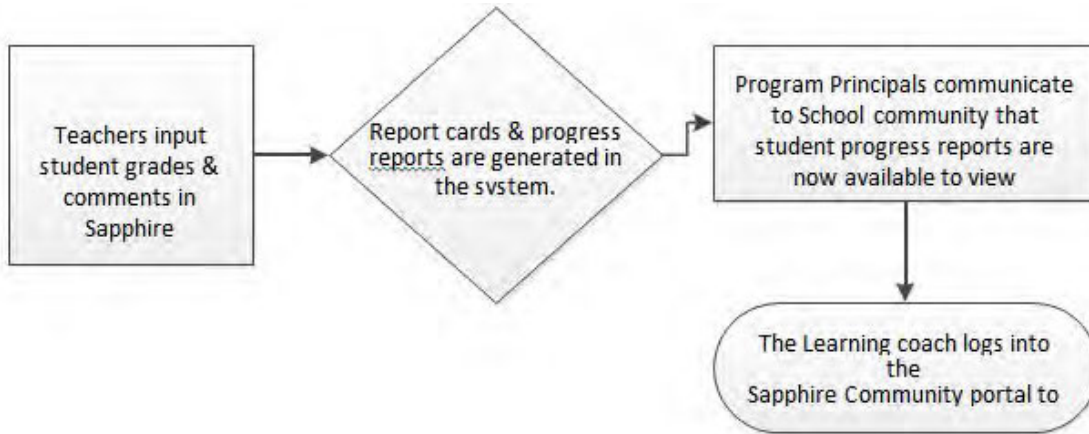 Teachers input
student grades &
comments in
Sapphire
Report cards & progress
reports are generated in
the system.
Program Principals communicate
to School community that
student progress reports are
now available to view
The Learning coach logs into
the
Sapphire Community portal to